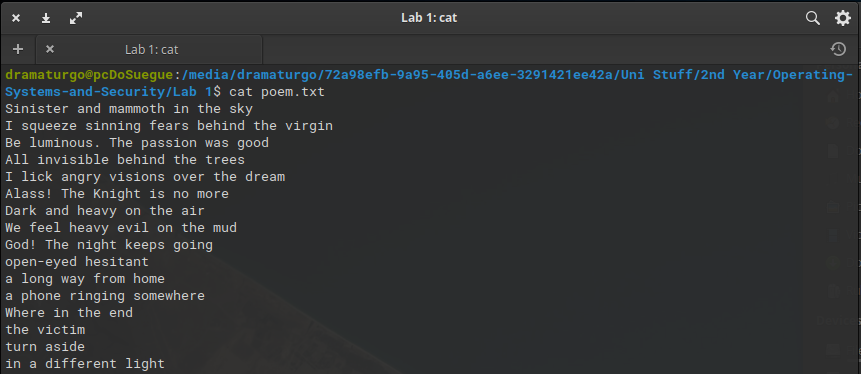 Lab 1: cat
Lab 1: cat
dramaturgo@pcDoSuegue:/media/dramaturgo/72a98efb-9a95-405d-a6ee-3291421ee42a/Uni Stuff/2nd Year/Operating-
Systems-and-Security/Lab 1$ cat poem.txt
Sinister and mammoth in the sky
I squeeze sinning fears behind the virgin
Be luminous. The passion was good
All invisible behind the trees
I lick angry visions over the dream
Alass! The Knight is no more
Dark and heavy on the air
We feel heavy evil on the mud
God! The night keeps going
open-eyed hesitant
a long way from home
a phone ringing somewhere
Where in the end
the victim
turn aside
in a different light